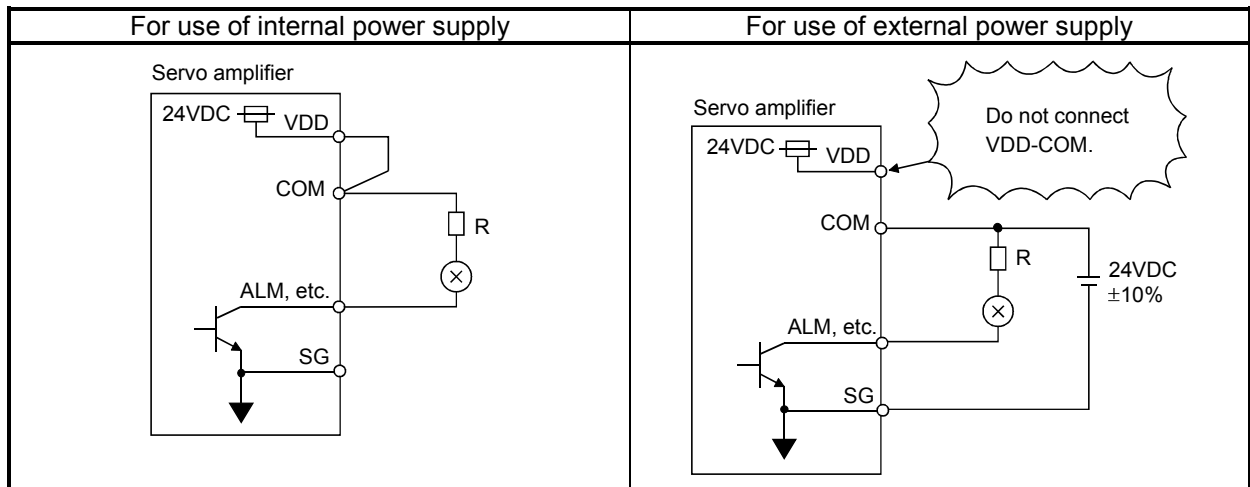 For use of internal power supply
For use of external power supply
Servo amplifier
24VDC
VDD
COM
R
ALM, etc.
SG
Servo amplifier
24VDC
VDD
Do not connect
VDD-COM.
COM
R
24VDC
±10%
ALM, etc.
SG